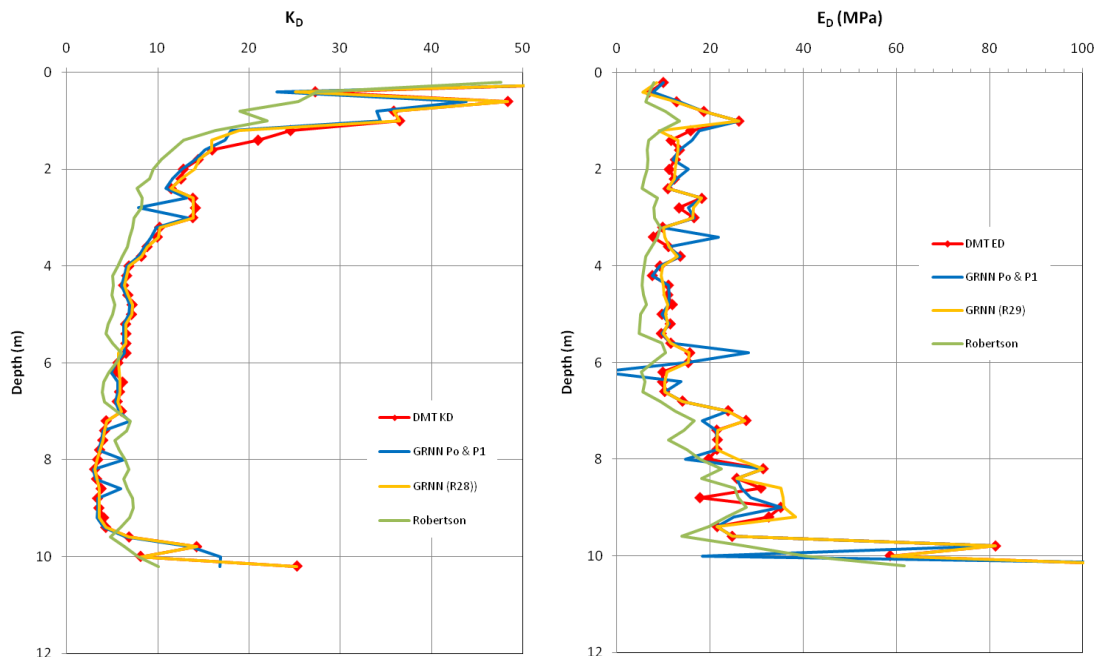 K_D
0 10 20 30 40 50
0
2
4
6
8
10
12
Depth (m)
DMT KD
GRNN Po & P1
GRNN (R28))
Robertson
E_D (MPa)
0 20 40 60 80 100
0
2
4
6
8
10
12
Depth (m)
DMT ED
GRNN Po & P1
GRNN (R29)
Robertson